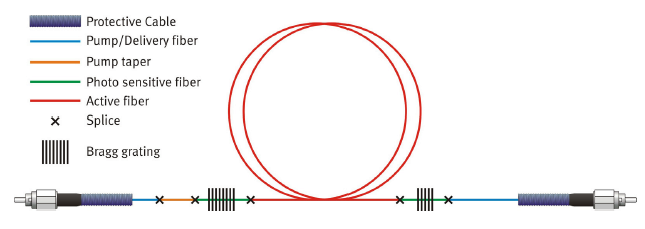 Protective Cable
Pump/Delivery fiber
Pump taper
Photo sensitive fiber
Active fiber
Splice
Bragg grating